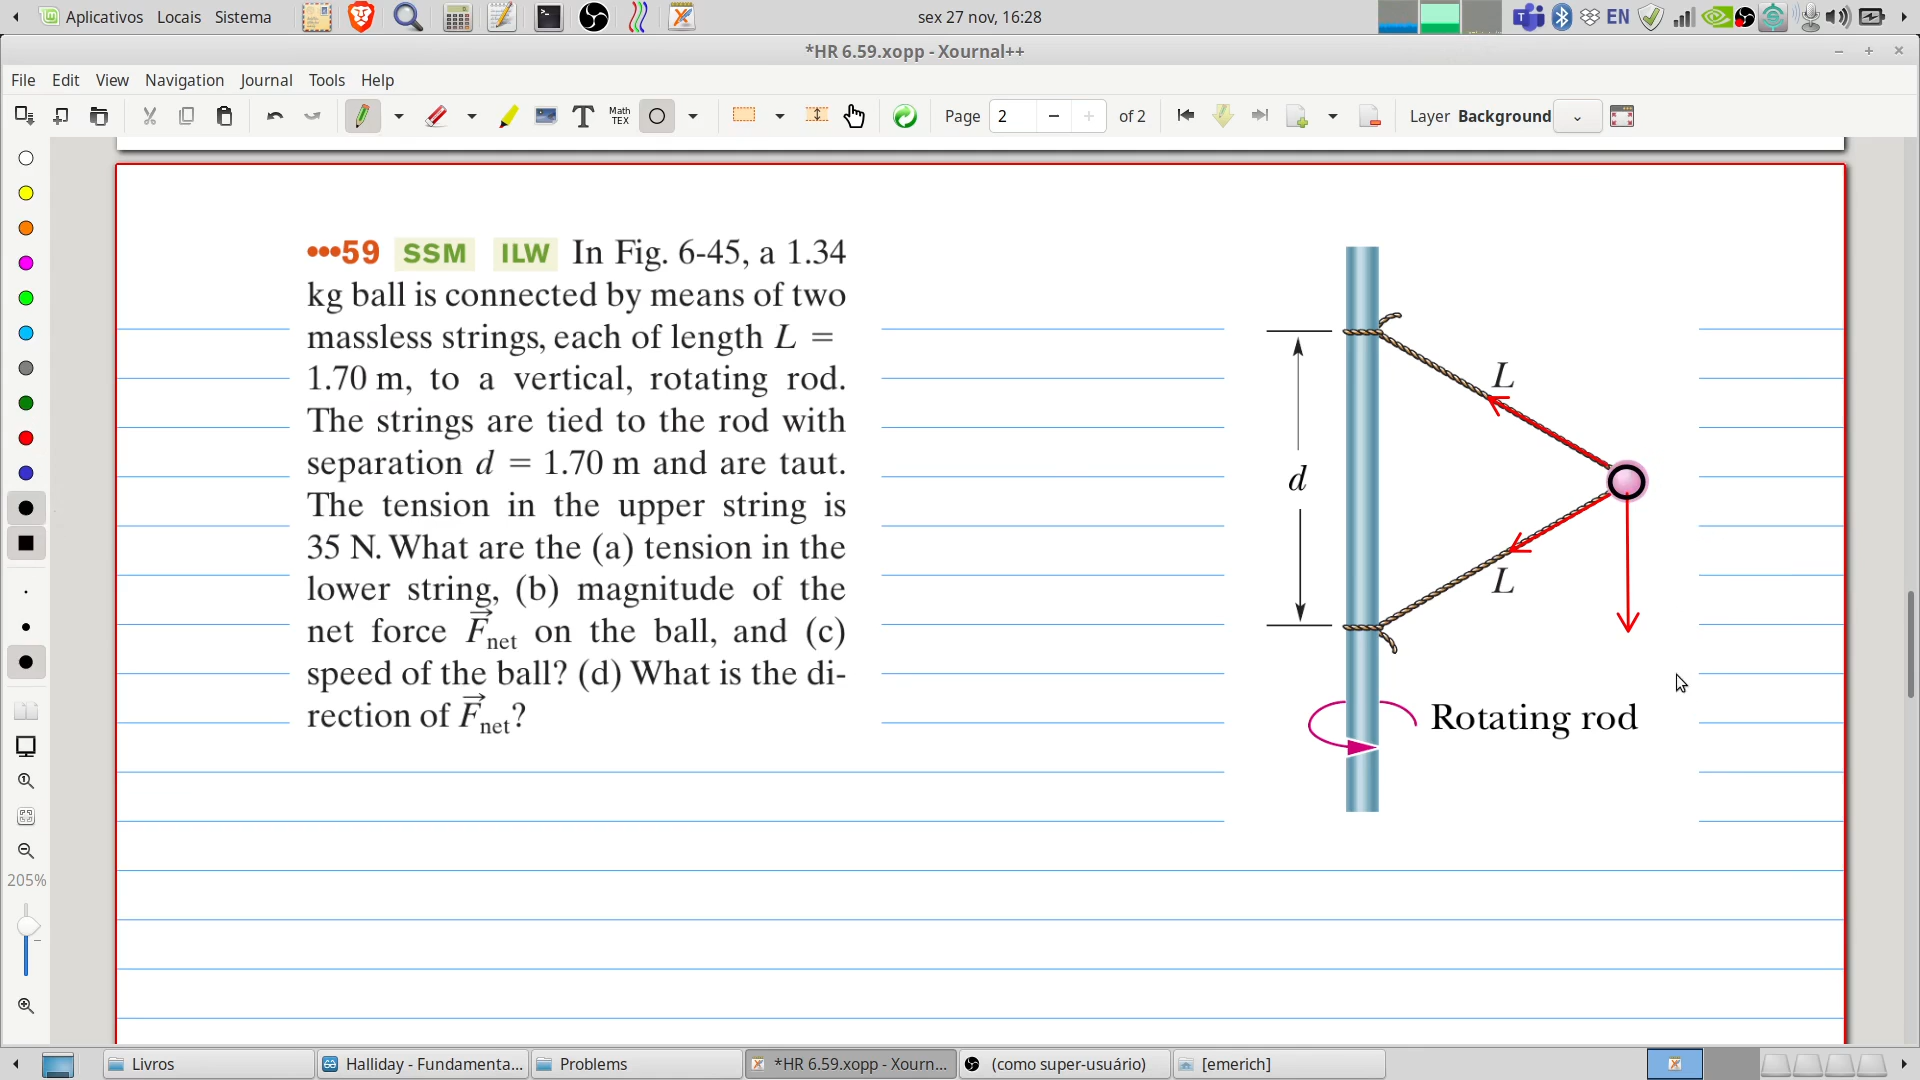 Aplicativos Locais Sistema
sex 27 nov, 16:28
EN
*HR 6.59.xopp - Xournal++
File Edit View Navigation Journal Tools Help
Math
TEX
Page 2 of 2
Layer Background
•••59 SSM ILW In Fig. 6-45, a 1.34
kg ball is connected by means of two
massless strings, each of length L =
1.70 m, to a vertical, rotating rod.
The strings are tied to the rod with
separation d = 1.70 m and are taut.
The tension in the upper string is
35 N. What are the (a) tension in the
lower string, (b) magnitude of the
net force F⃗net on the ball, and (c)
speed of the ball? (d) What is the di-
rection of F⃗net?
L
d
L
Rotating rod
205%
Livros
Halliday - Fundamenta...
Problems
*HR 6.59.xopp - Xourn...
(como super-usuário)
[emerich]